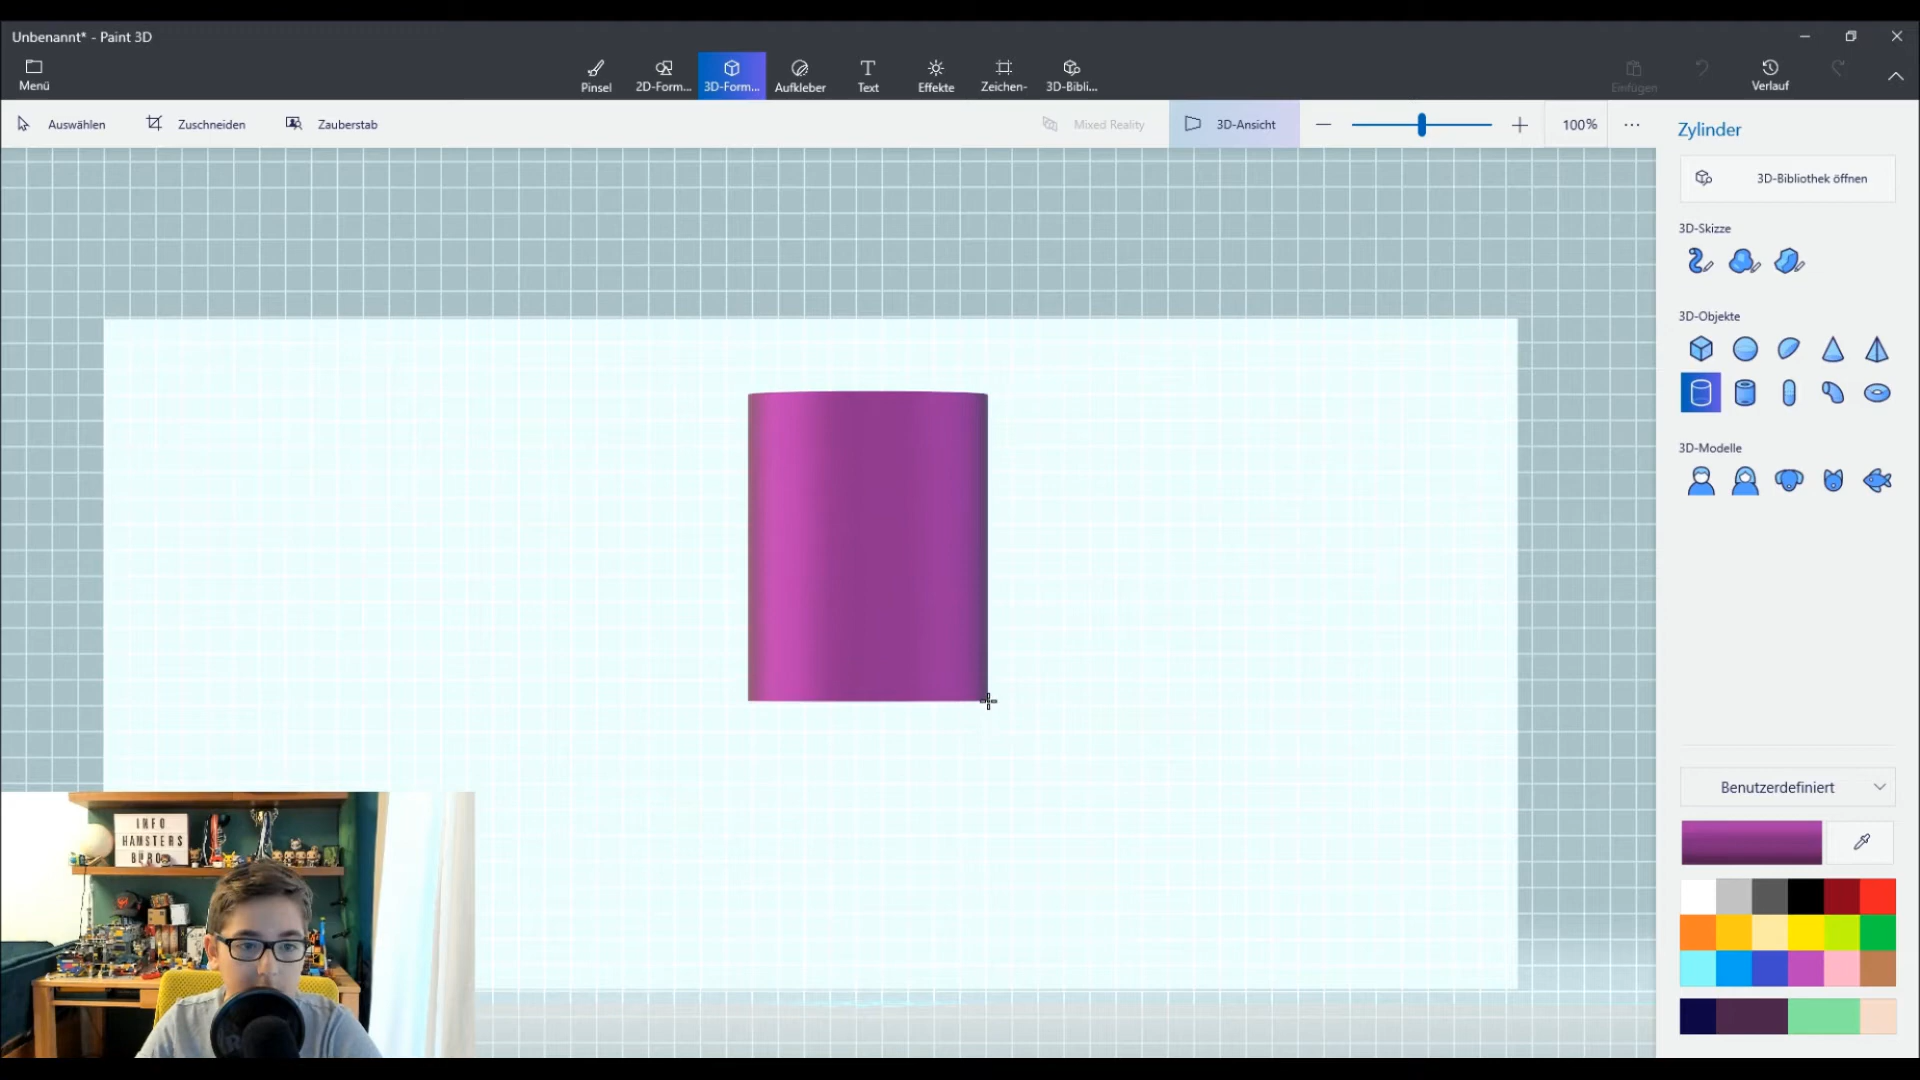 Unbenannt* - Paint 3D
Menü
Pinsel
2D-Form...
3D-Form...
Aufkleber
Text
Effekte
Zeichen-
3D-Bibli...
Einfügen
Verlauf
Auswählen
Zuschneiden
Zauberstab
Mixed Reality
3D-Ansicht
100%
Zylinder
3D-Bibliothek öffnen
3D-Skizze
3D-Objekte
3D-Modelle
Benutzerdefiniert
INFO
HAMSTERS
BÜRO